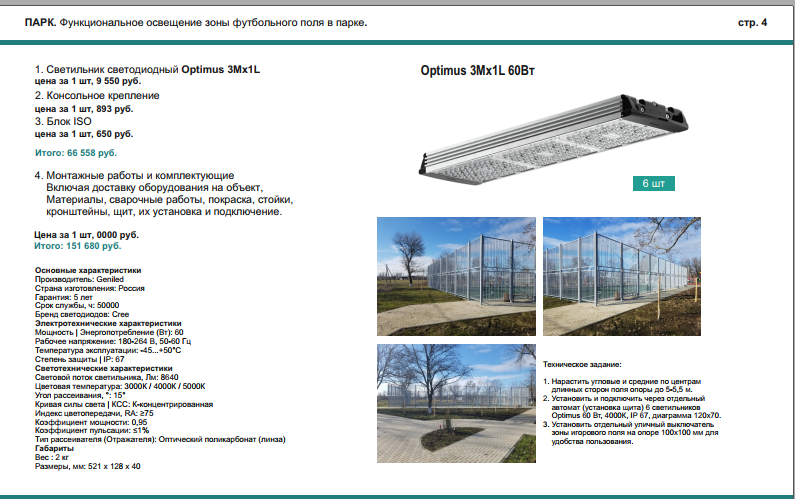 ПАРК. Функциональное освещение зоны футбольного поля в парке.
стр. 4
1. Светильник светодиодный Optimus 3Мх1L
цена за 1 шт, 9 550 руб.
2. Консольное крепление
цена за 1 шт, 893 руб.
3. Блок ISO
цена за 1 шт, 650 руб.
Итого: 66 558 руб.
4. Монтажные работы и комплектующие
Включая доставку оборудования на объект,
Материалы, сварочные работы, покраска, стойки,
кронштейны, щит, их установка и подключение.
Цена за 1 шт, 0000 руб.
Итого: 151 680 руб.
Основные характеристики
Производитель: Geniled
Страна изготовления: Россия
Гарантия: 5 лет
Срок службы, ч: 50000
Бренд светодиодов: Cree
Электротехнические характеристики
Мощность | Энергопотребление (Вт): 60
Рабочее напряжение: 180-264 В, 50-60 Гц
Температура эксплуатации: -45...+50°С
Степень защиты | IP: 67
Светотехнические характеристики
Световой поток светильника, Лм: 8640
Цветовая температура: 3000К / 4000К / 5000К
Угол рассеивания, °: 15°
Кривая силы света | КСС: К-концентрированная
Индекс цветопередачи, RA: ≥75
Коэффициент мощности: 0,95
Коэффициент пульсации: ≤1%
Тип рассеивателя (Отражателя): Оптический поликарбонат (линза)
Габариты
Вес : 2 кг
Размеры, мм: 521 x 128 x 40
Optimus 3Мх1L 60Вт
6 шт
Техническое задание:
1. Нарастить угловые и средние по центрам
длинных сторон поля опоры до 5-5,5 м.
2. Установить и подключить через отдельный
автомат (установка щита) 6 светильников
Optimus 60 Вт, 4000К, IP 67, диаграмма 120х70.
3. Установить отдельный уличный выключатель
зоны игорового поля на опоре 100х100 мм для
удобства пользования.